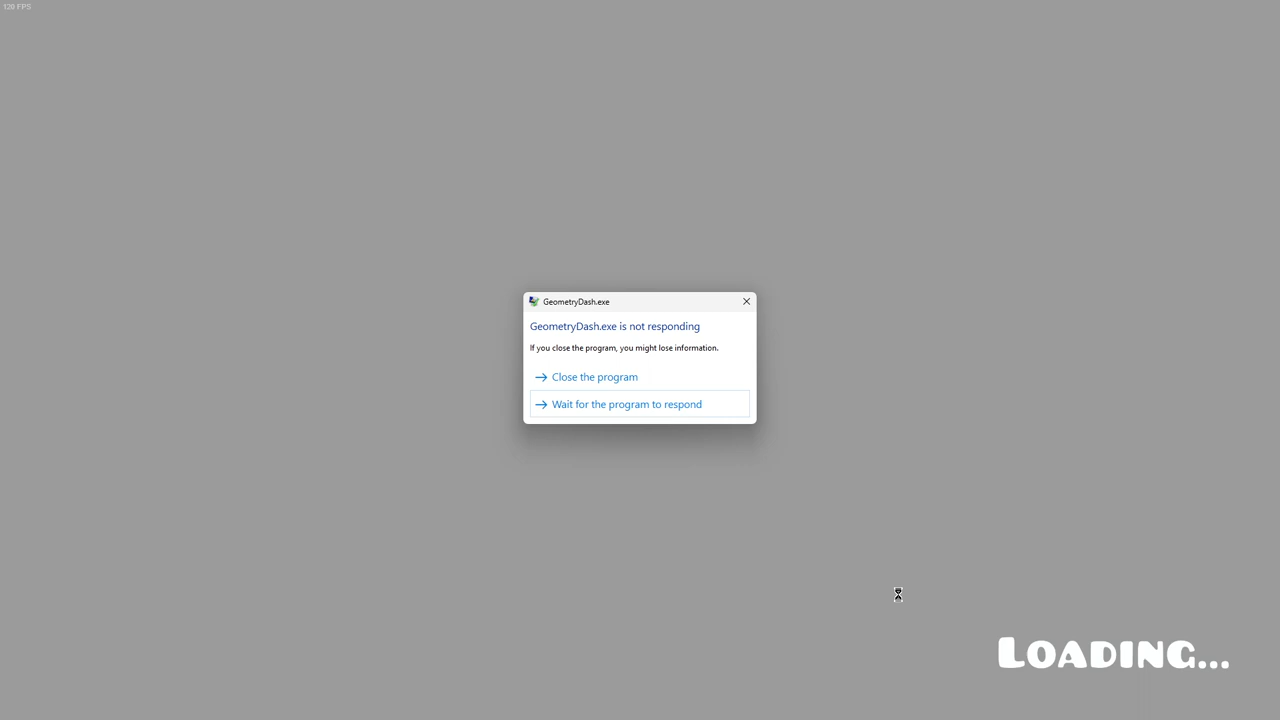 120 FPS
GeometryDash.exe
GeometryDash.exe is not responding
If you close the program, you might lose information.
Close the program
Wait for the program to respond
LOADING...